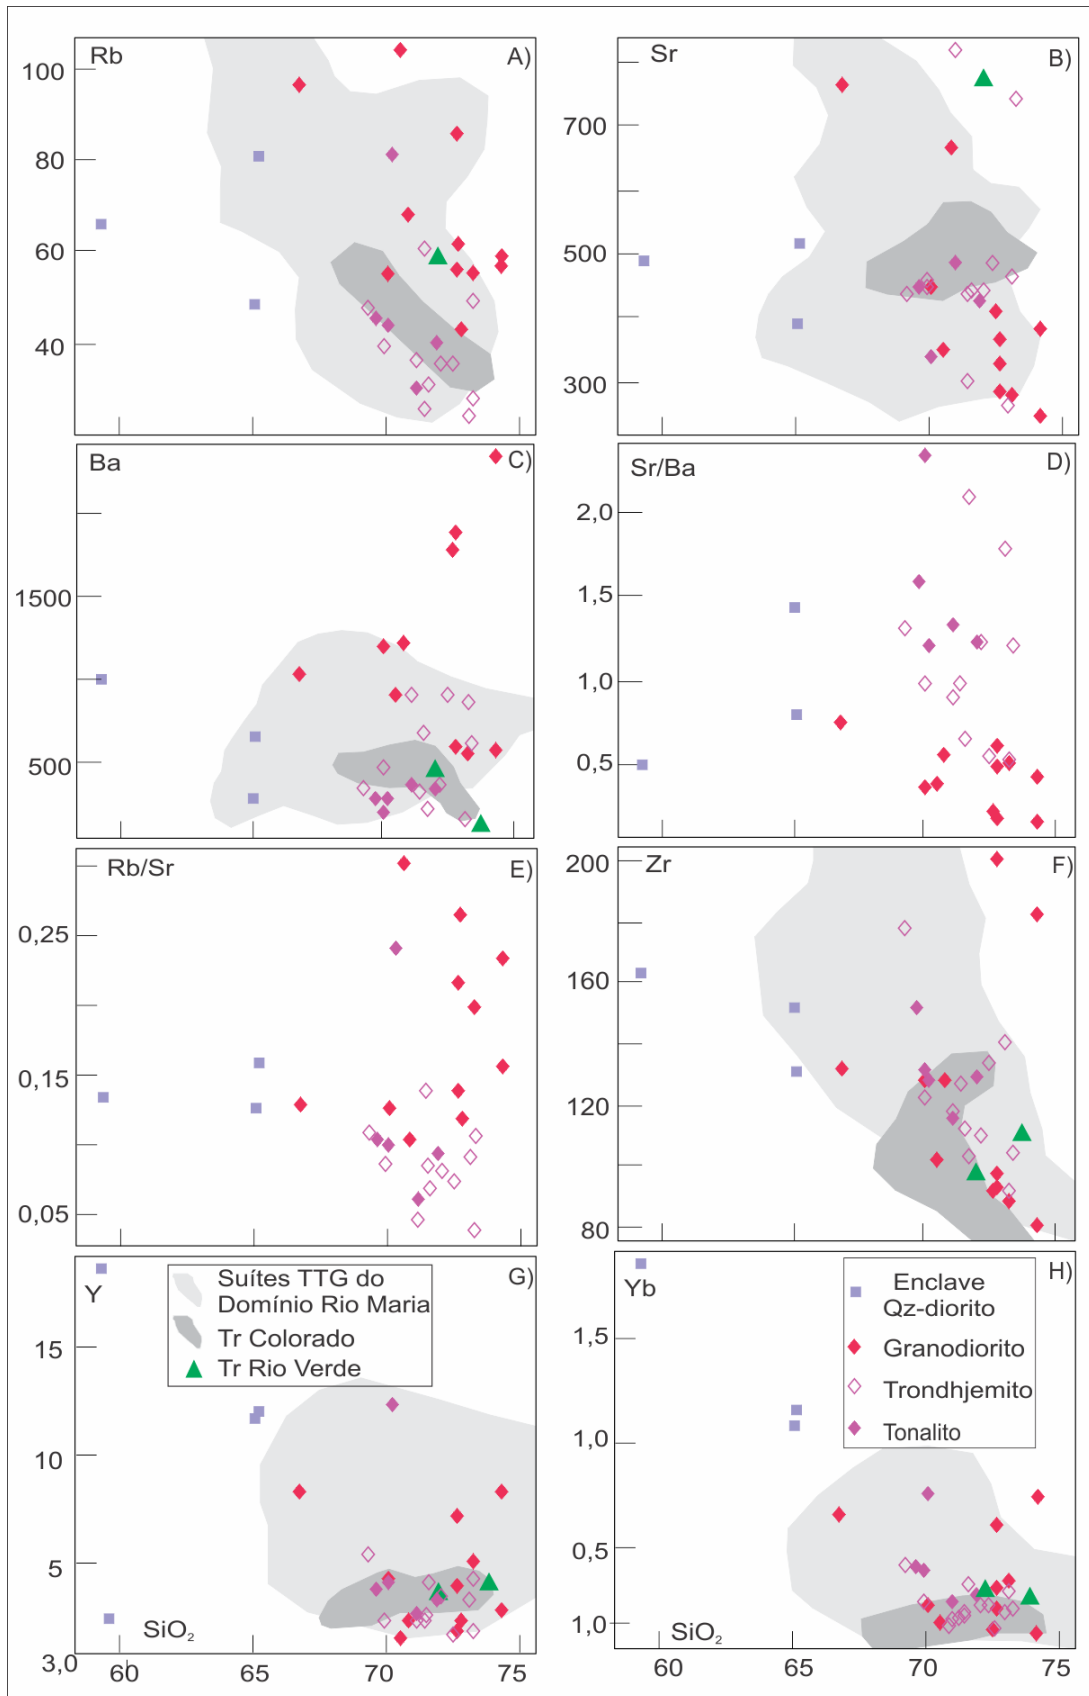 Rb
A)
100
80
60
40
Sr
B)
700
500
300
Ba
C)
1500
500
Sr/Ba
D)
2,0
1,5
1,0
0,5
Rb/Sr
E)
0,25
0,15
0,05
Zr
F)
200
160
120
80
Y
G)
Suítes TTG do
Domínio Rio Maria
Tr Colorado
Tr Rio Verde
15
10
5
3,0
SiO₂
60
65
70
75
Yb
H)
Enclave
Qz-diorito
Granodiorito
Trondhjemito
Tonalito
1,5
1,0
0,5
1,0
SiO₂
60
65
70
75